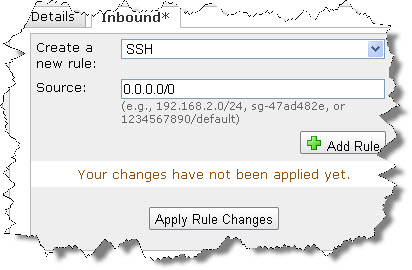 Details Inbound*
Create a
new rule:
SSH
Source:
0.0.0.0/0
(e.g., 192.168.2.0/24, sg-47ad482e, or
1234567890/default)
Add Rule
Your changes have not been applied yet.
Apply Rule Changes